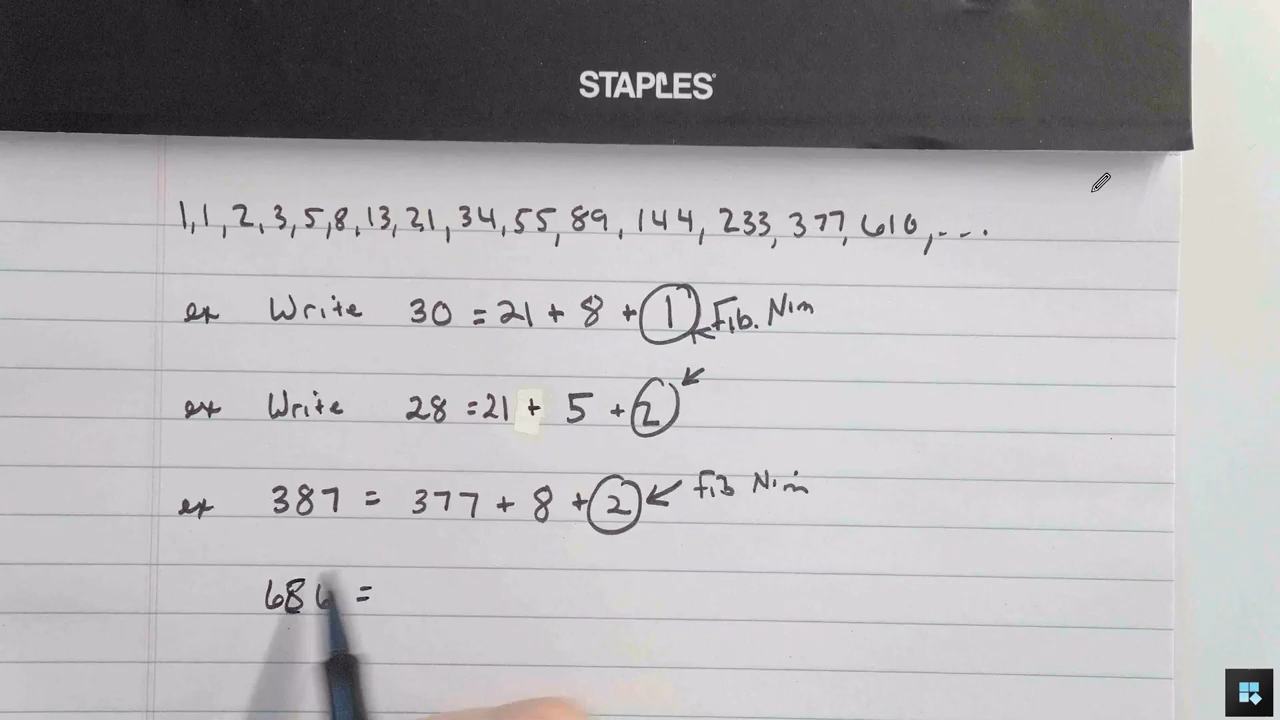 STAPLES
1, 1, 2, 3, 5, 8, 13, 21, 34, 55, 89, 144, 233, 377, 610, ...
ex Write 30 = 21 + 8 + 1 Fib. Nim
ex Write 28 = 21 + 5 + 2
ex 387 = 377 + 8 + 2 Fib Nim
686 =